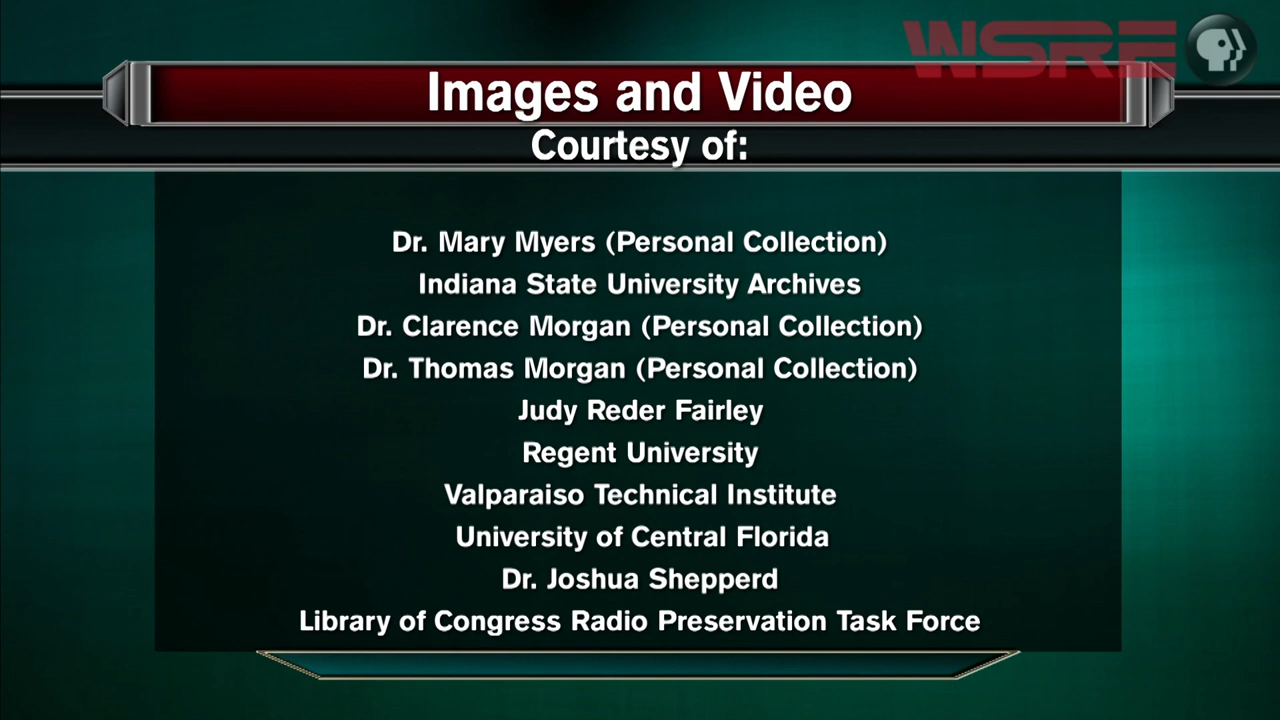 WSRE
Images and Video
Courtesy of:
Dr. Mary Myers (Personal Collection)
Indiana State University Archives
Dr. Clarence Morgan (Personal Collection)
Dr. Thomas Morgan (Personal Collection)
Judy Reder Fairley
Regent University
Valparaiso Technical Institute
University of Central Florida
Dr. Joshua Shepperd
Library of Congress Radio Preservation Task Force